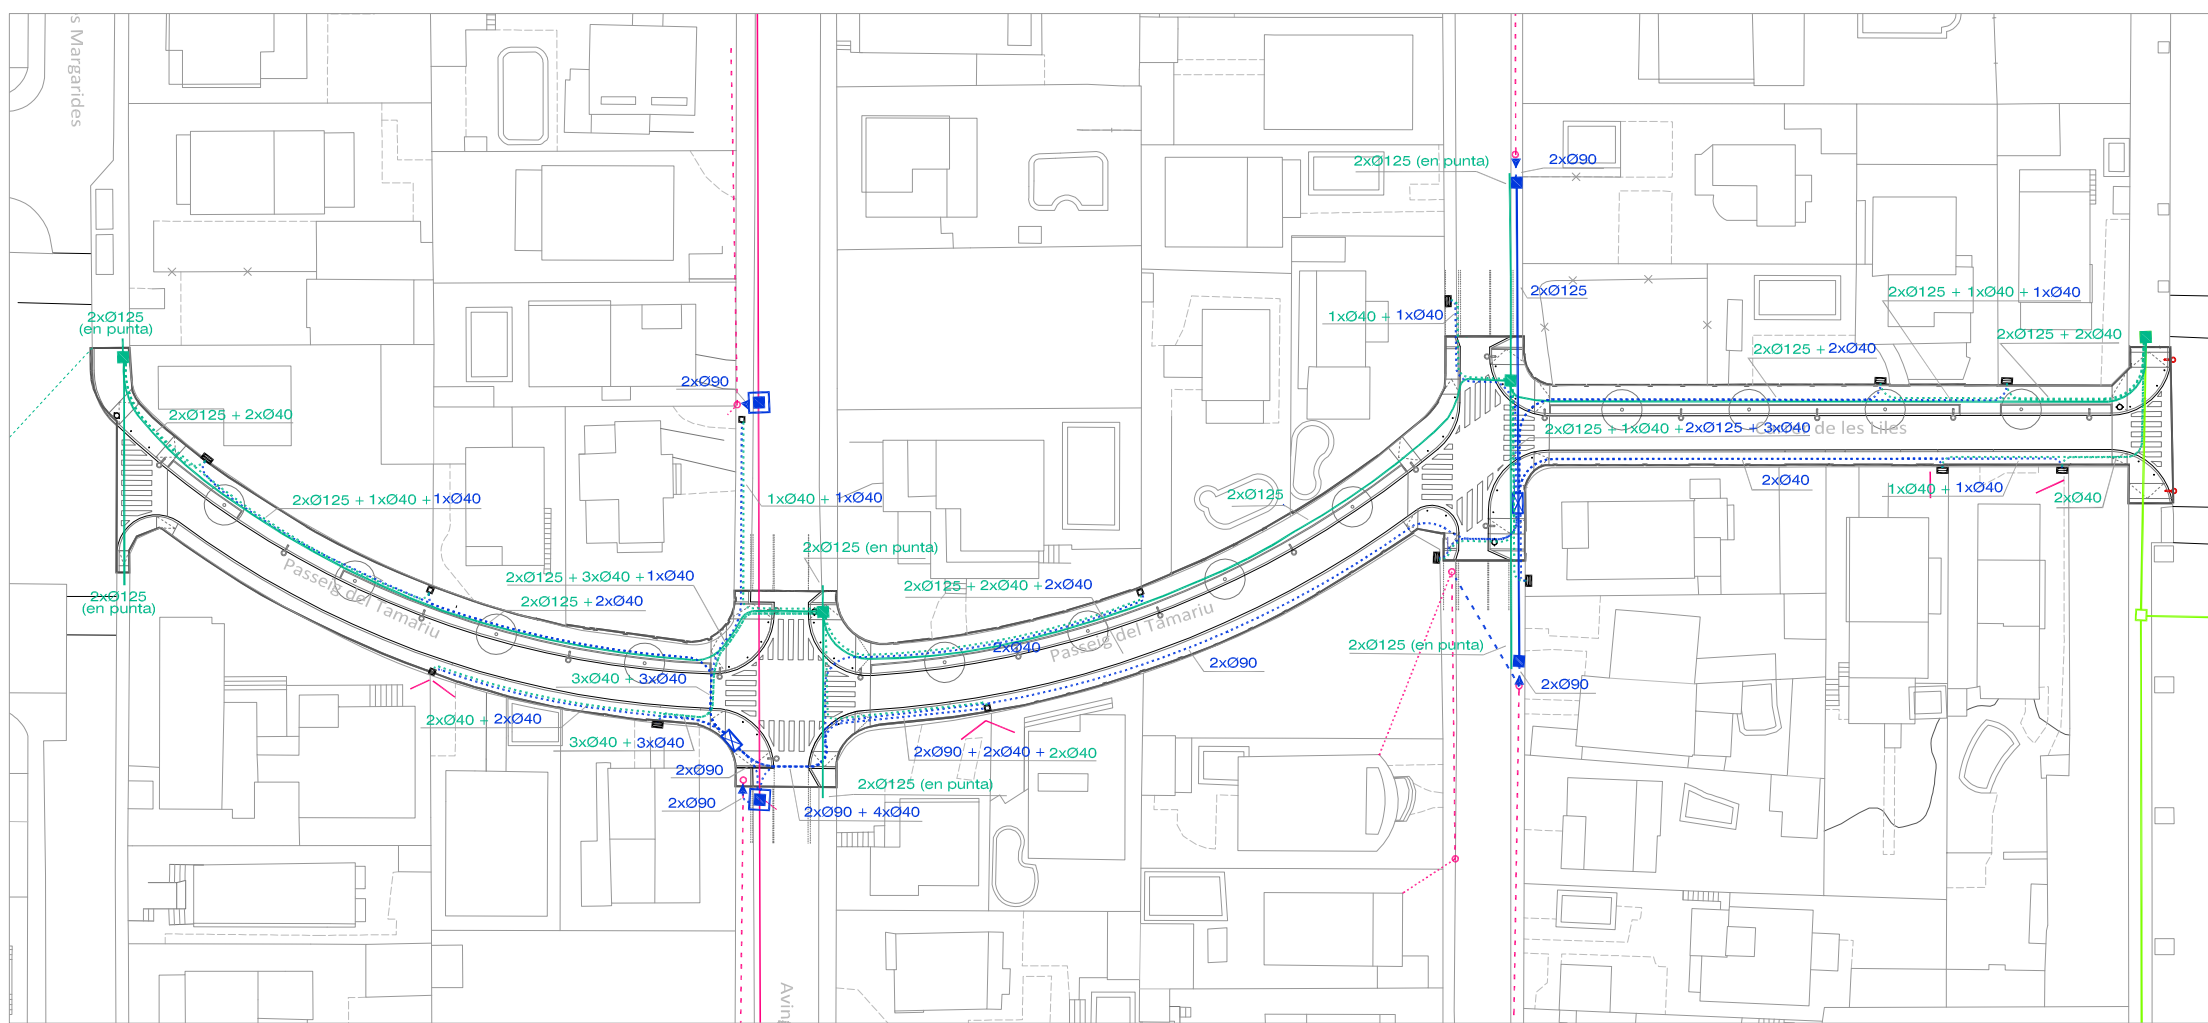 s Margarides
2xØ125 (en punta)
2xØ90
2xØ125
2xØ125 + 1xØ40 + 1xØ40
1xØ40 + 1xØ40
2xØ125
(en punta)
2xØ125 + 2xØ40
2xØ125 + 2xØ40
2xØ90
2xØ125 + 2xØ40
2xØ125 + 1xØ40 + 2xØ125 + 3xØ40
de les Liles
2xØ40
2xØ125 + 1xØ40 + 1xØ40
1xØ40 + 1xØ40
2xØ125
1xØ40 + 1xØ40
2xØ40
2xØ125 (en punta)
Passeig del Tamariu
2xØ125 + 3xØ40 + 1xØ40
2xØ125 + 2xØ40
2xØ125 + 2xØ40 + 2xØ40
2xØ125
(en punta)
Passeig del Tamariu
2xØ40
2xØ125 (en punta)
2xØ90
2xØ90
3xØ40 + 3xØ40
2xØ40 + 2xØ40
3xØ40 + 3xØ40
2xØ90 + 2xØ40 + 2xØ40
2xØ90
2xØ125 (en punta)
2xØ90
2xØ90 + 4xØ40
Aving